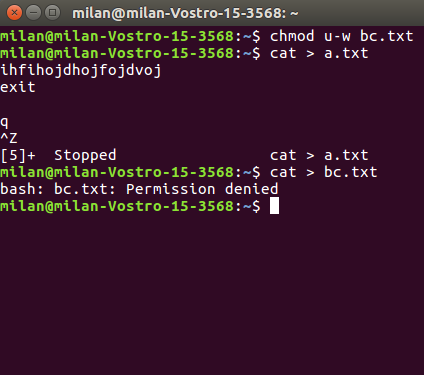 milan@milan-Vostro-15-3568: ~
milan@milan-Vostro-15-3568:~$ chmod u-w bc.txt
milan@milan-Vostro-15-3568:~$ cat > a.txt
ihfihojdhojfojdvoj
exit
q
^Z
[5]+  Stopped                 cat > a.txt
milan@milan-Vostro-15-3568:~$ cat > bc.txt
bash: bc.txt: Permission denied
milan@milan-Vostro-15-3568:~$